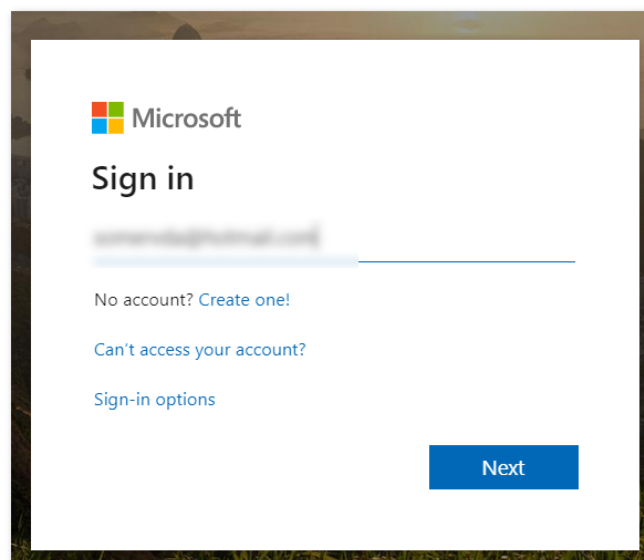 Microsoft
Sign in
No account? Create one!
Can't access your account?
Sign-in options
Next